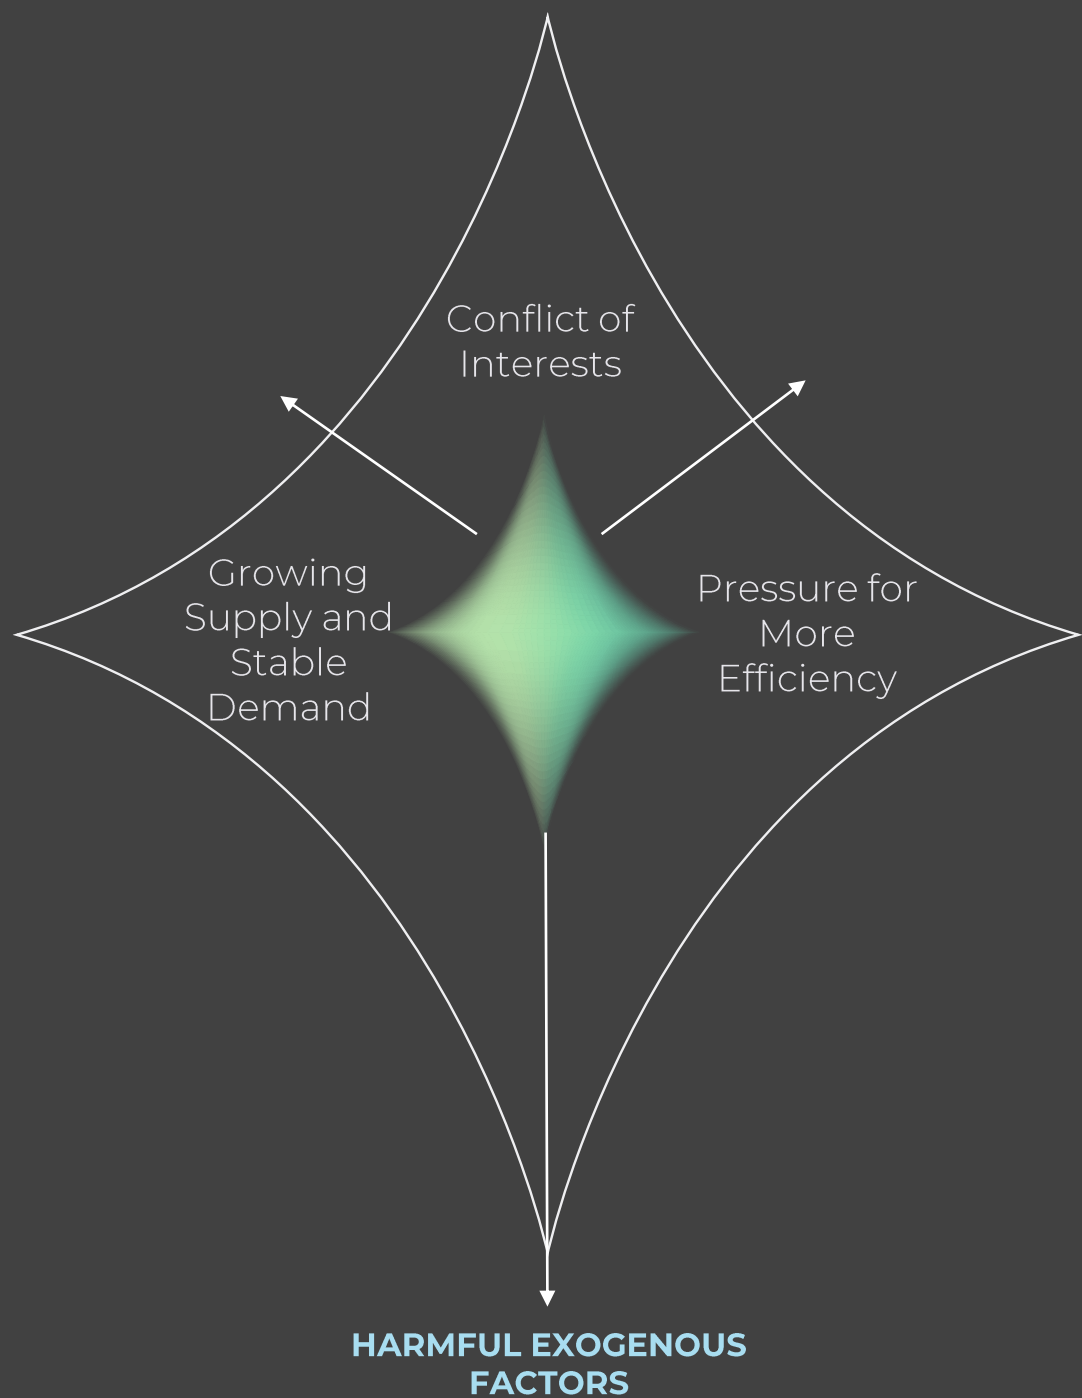 Conflict of
Interests
Growing
Supply and
Stable
Demand
Pressure for
More
Efficiency
HARMFUL EXOGENOUS
FACTORS